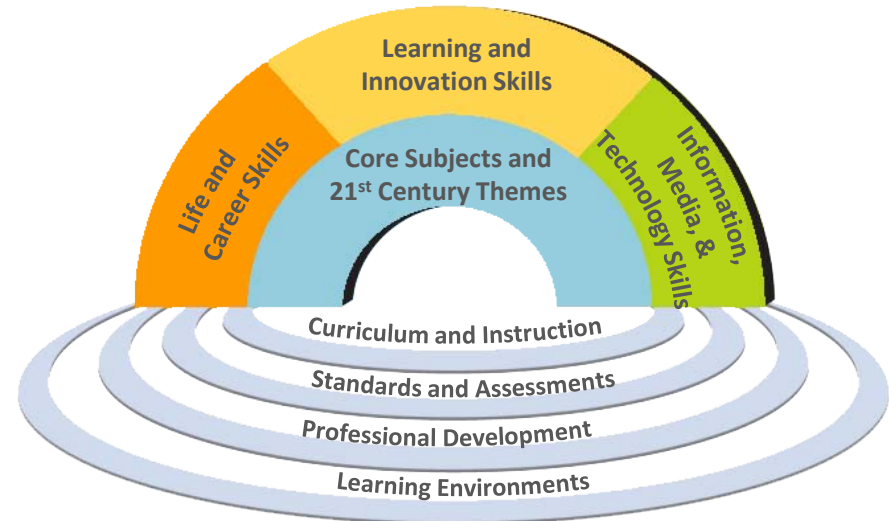 Learning and
Innovation Skills
Life and
Career Skills
Core Subjects and
21st Century Themes
Information,
Media, &
Technology Skills
Curriculum and Instruction
Standards and Assessments
Professional Development
Learning Environments